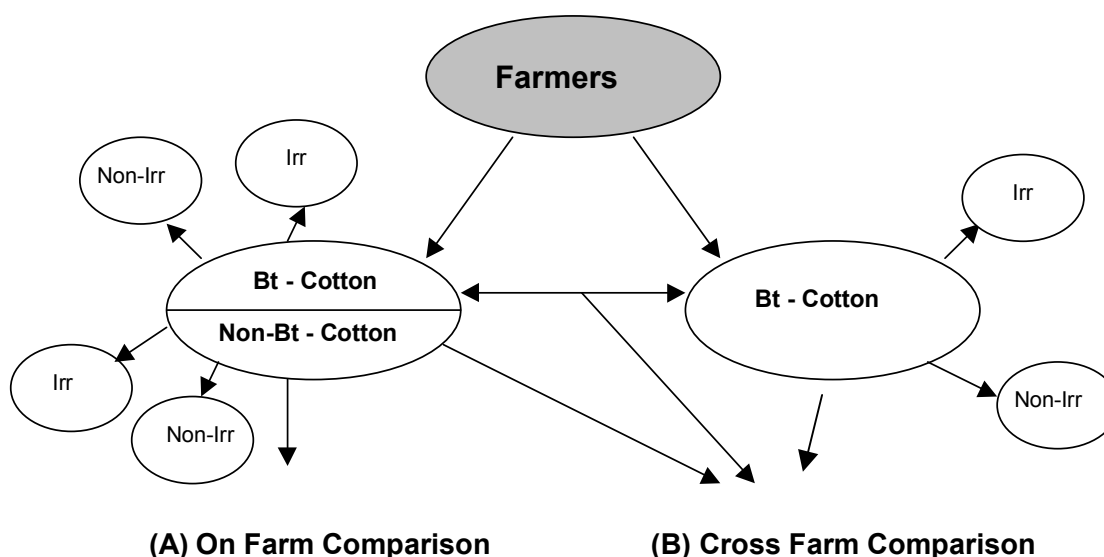 Farmers
Irr
Non-Irr
Irr
Bt - Cotton
Bt - Cotton
Non-Bt - Cotton
Irr
Non-Irr
Non-Irr
(A) On Farm Comparison
(B) Cross Farm Comparison